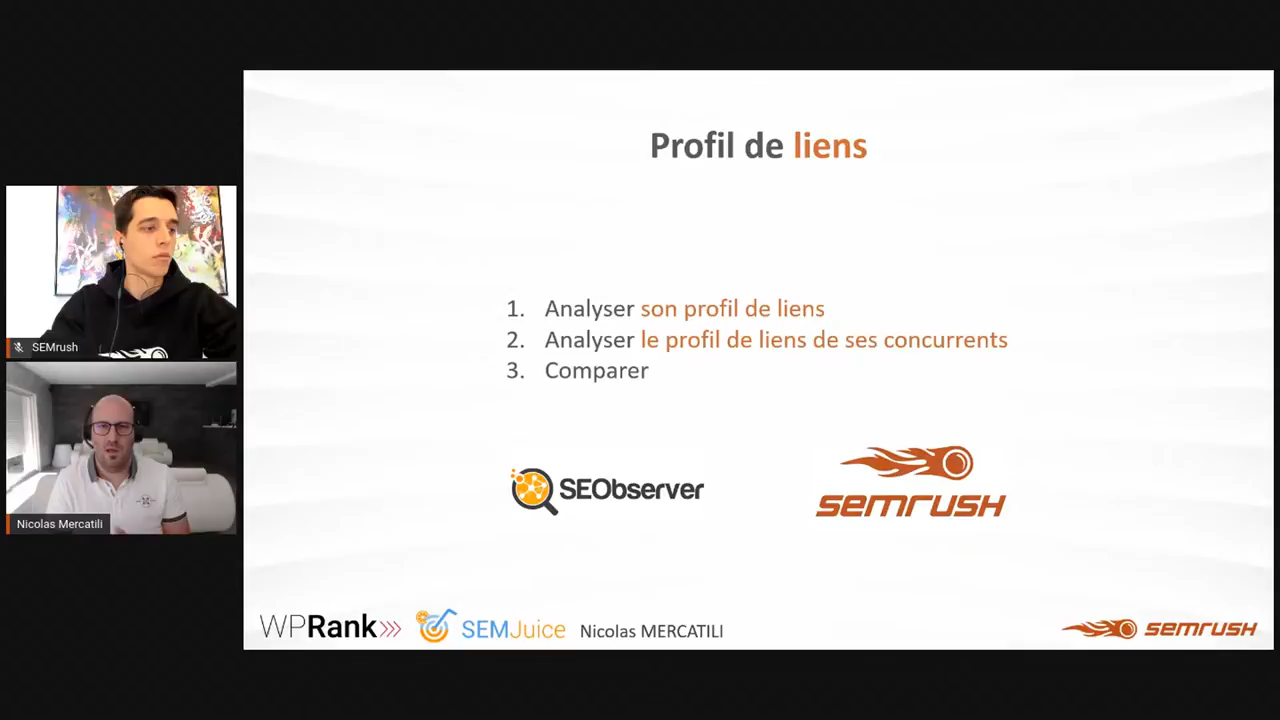 Profil de liens
1. Analyser son profil de liens
2. Analyser le profil de liens de ses concurrents
3. Comparer
SEObserver
semrush
SEMrush
Nicolas Mercatili
WPRank
SEMJuice
Nicolas MERCATILI
semrush